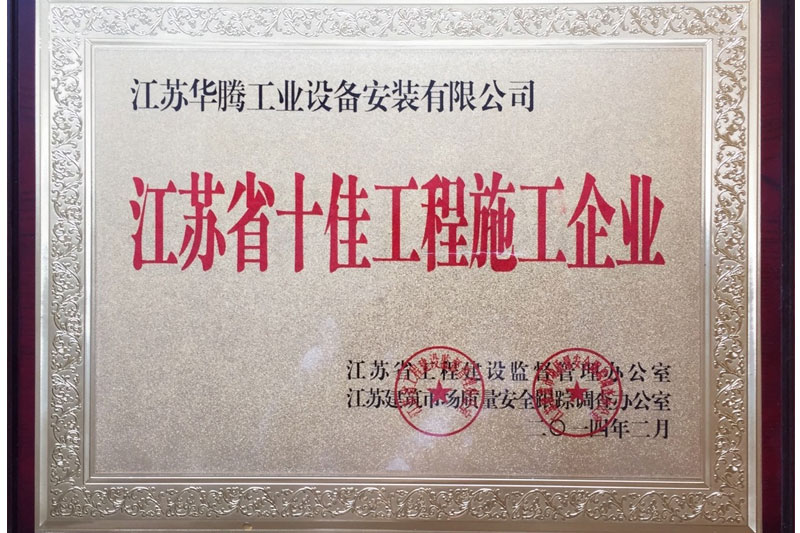 江苏华腾工业设备安装有限公司
江苏省十佳工程施工企业
江苏省工程建设监督管理办公室
江苏建筑市场质量安全跟踪调查办公室
二〇一四年二月